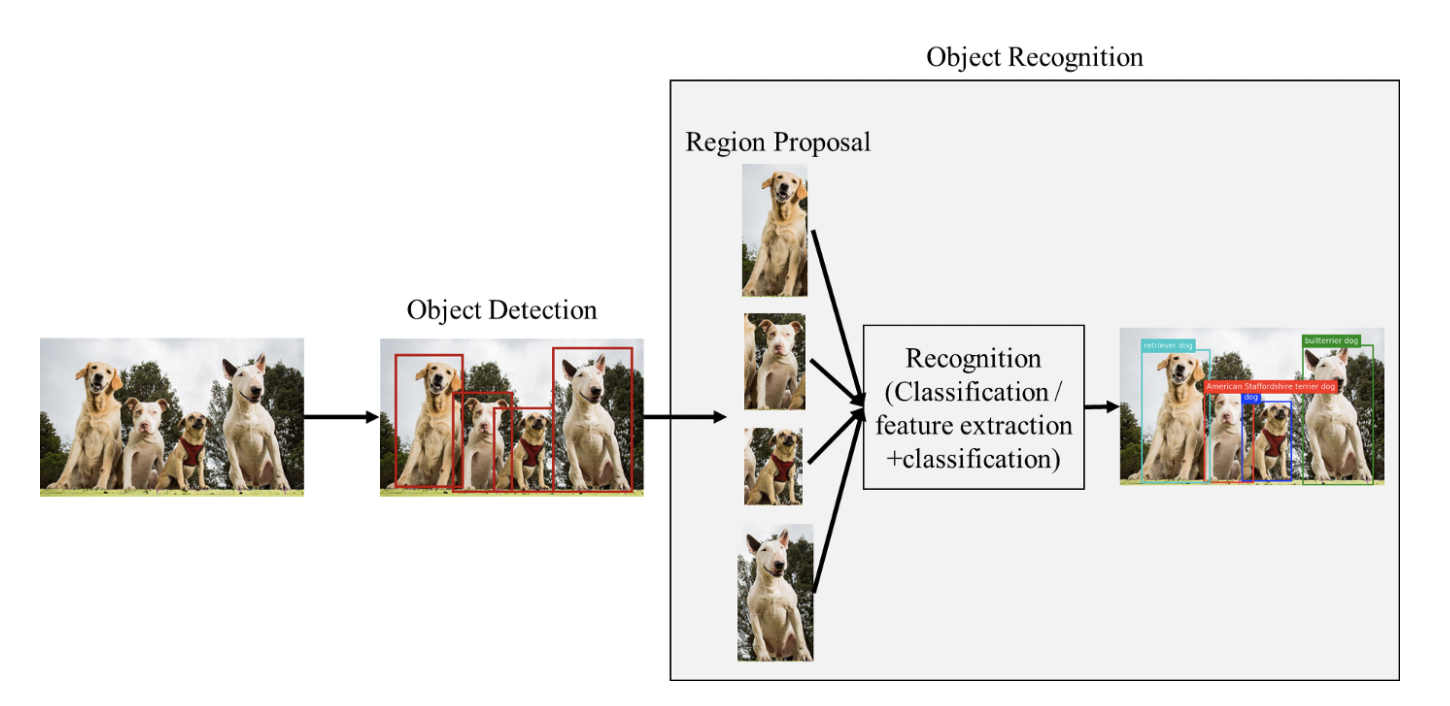 Object Recognition
Region Proposal
Object Detection
Recognition
(Classification /
feature extraction
+classification)
retriever dog
American Staffordshire terrier dog
dog
bullterrier dog